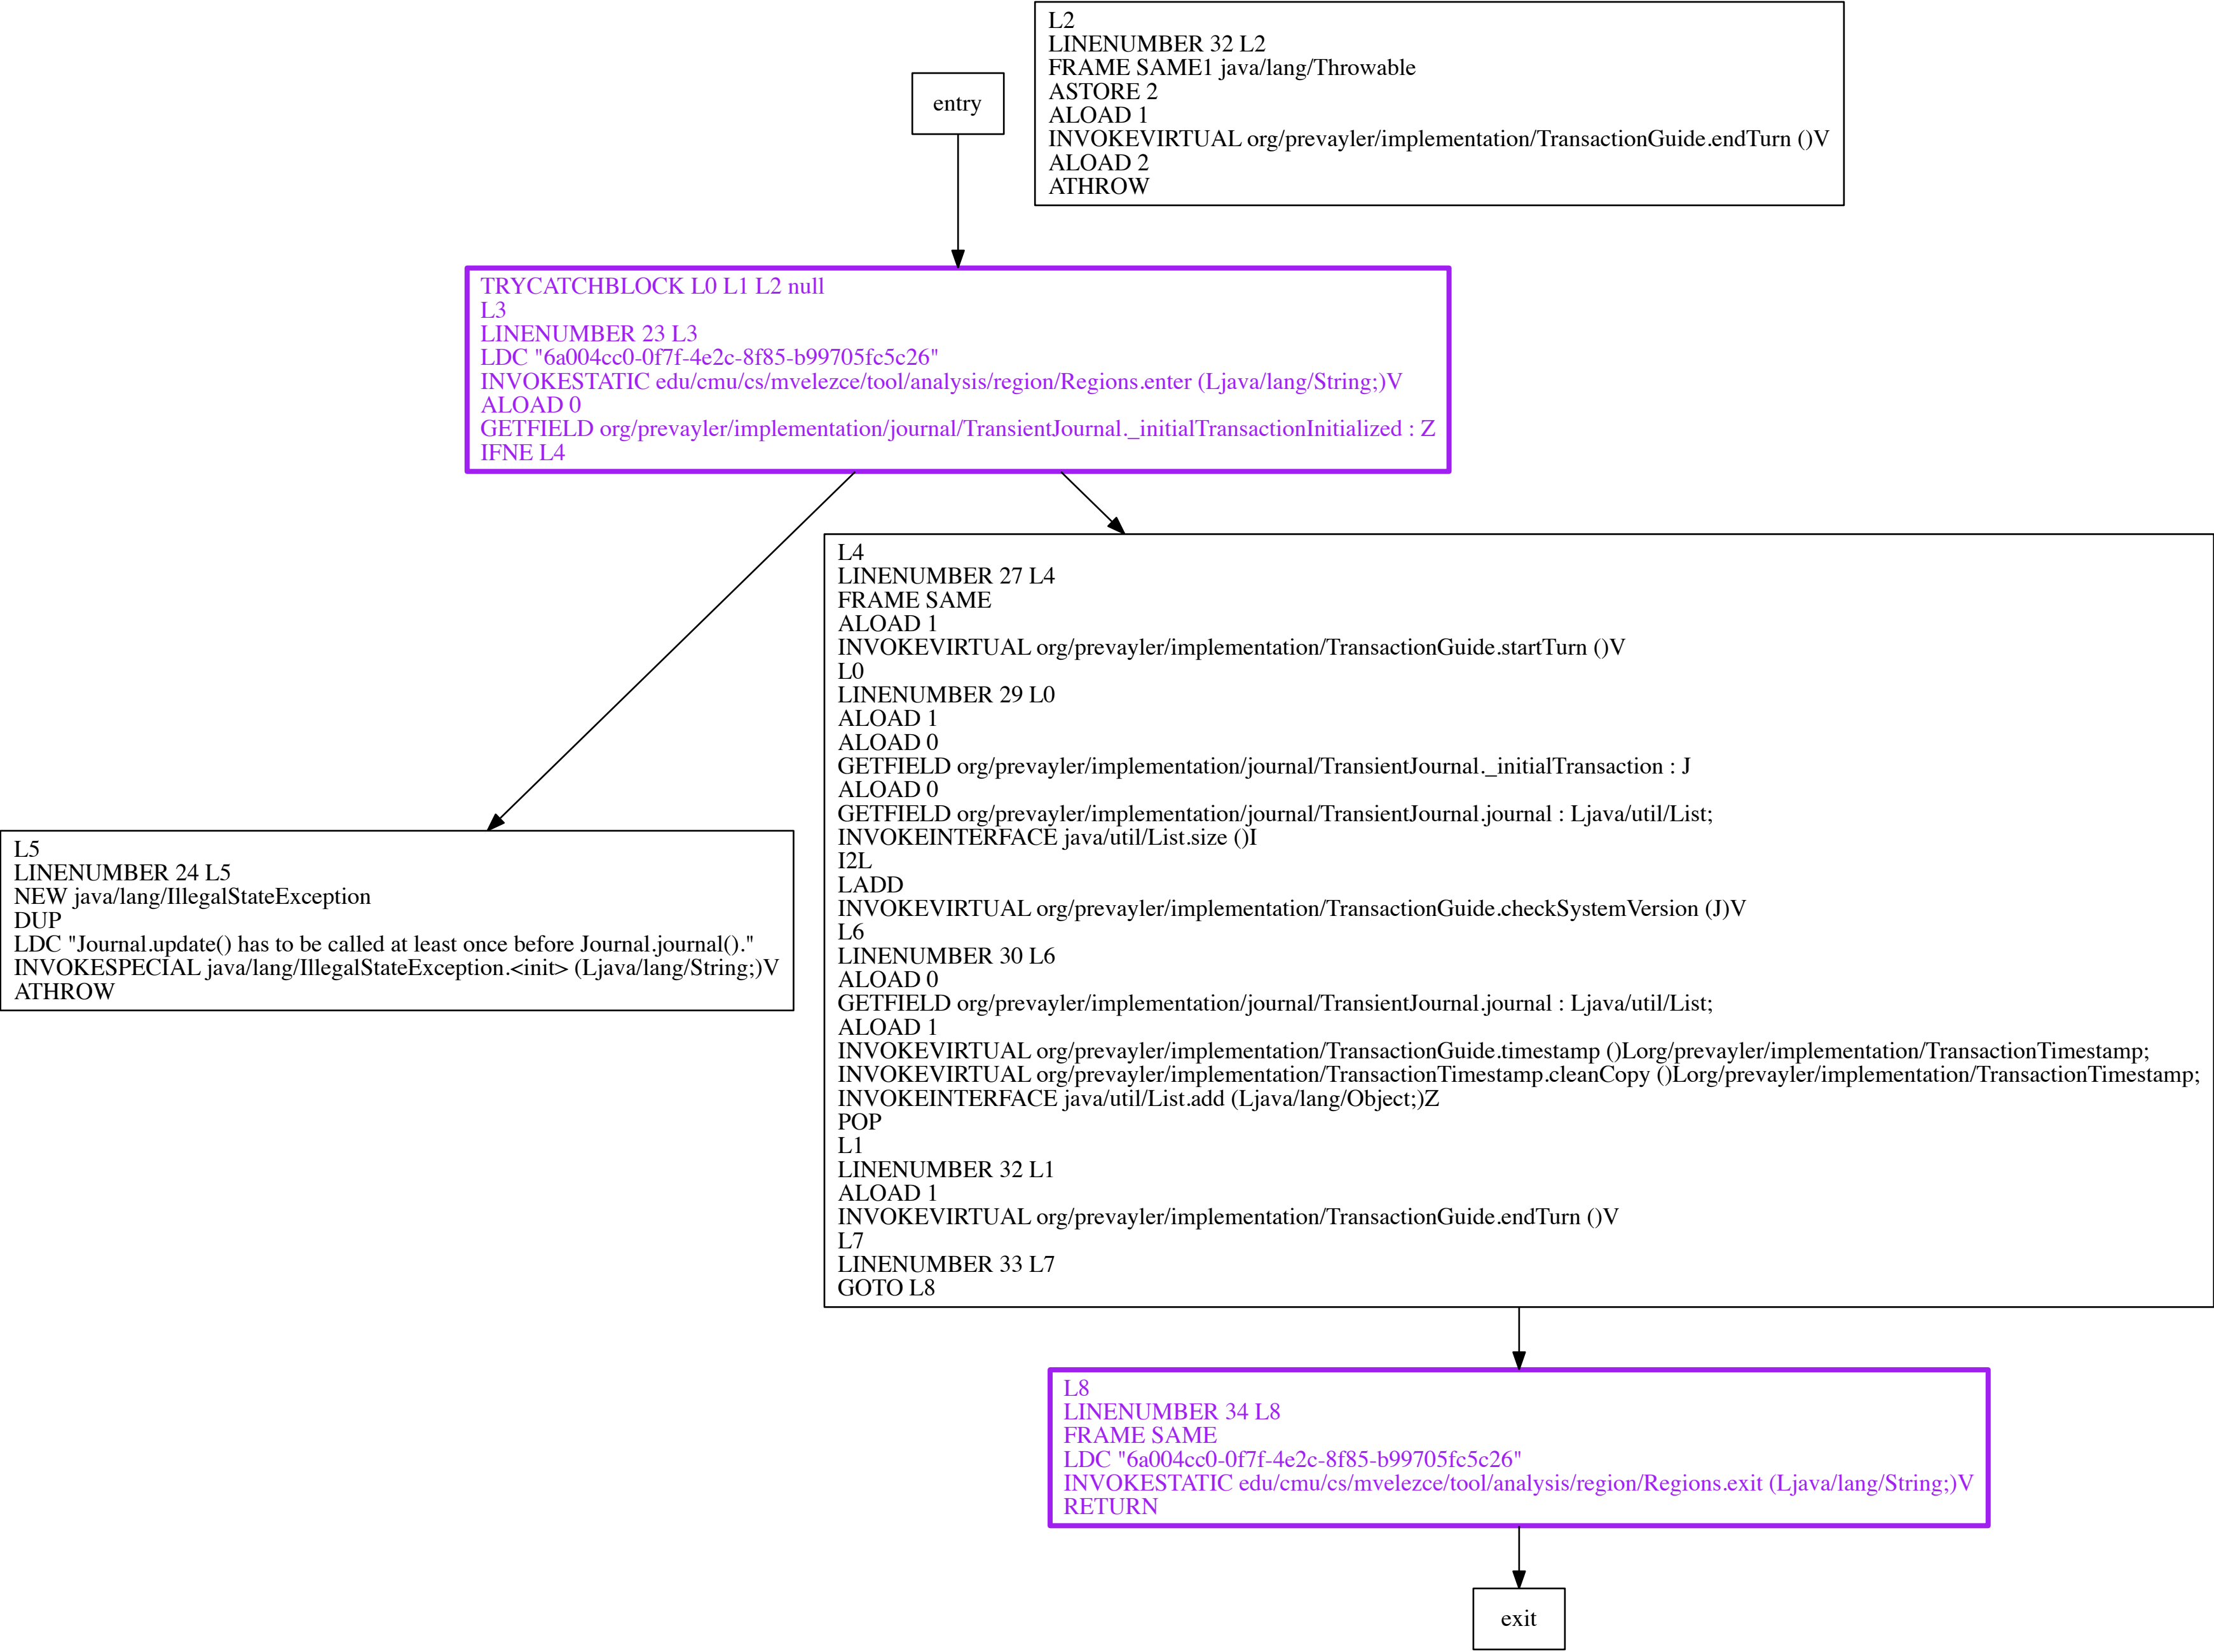 L2
LINENUMBER 32 L2
FRAME SAME1 java/lang/Throwable
ASTORE 2
ALOAD 1
INVOKEVIRTUAL org/prevayler/implementation/TransactionGuide.endTurn ()V
ALOAD 2
ATHROW
entry
TRYCATCHBLOCK L0 L1 L2 null
L3
LINENUMBER 23 L3
LDC "6a004cc0-0f7f-4e2c-8f85-b99705fc5c26"
INVOKESTATIC edu/cmu/cs/mvelezce/tool/analysis/region/Regions.enter (Ljava/lang/String;)V
ALOAD 0
GETFIELD org/prevayler/implementation/journal/TransientJournal._initialTransactionInitialized : Z
IFNE L4
L4
LINENUMBER 27 L4
FRAME SAME
ALOAD 1
INVOKEVIRTUAL org/prevayler/implementation/TransactionGuide.startTurn ()V
L0
LINENUMBER 29 L0
ALOAD 1
ALOAD 0
GETFIELD org/prevayler/implementation/journal/TransientJournal._initialTransaction : J
ALOAD 0
GETFIELD org/prevayler/implementation/journal/TransientJournal.journal : Ljava/util/List;
INVOKEINTERFACE java/util/List.size ()I
I2L
LADD
INVOKEVIRTUAL org/prevayler/implementation/TransactionGuide.checkSystemVersion (J)V
L6
LINENUMBER 30 L6
ALOAD 0
GETFIELD org/prevayler/implementation/journal/TransientJournal.journal : Ljava/util/List;
ALOAD 1
INVOKEVIRTUAL org/prevayler/implementation/TransactionGuide.timestamp ()Lorg/prevayler/implementation/TransactionTimestamp;
INVOKEVIRTUAL org/prevayler/implementation/TransactionTimestamp.cleanCopy ()Lorg/prevayler/implementation/TransactionTimestamp;
INVOKEINTERFACE java/util/List.add (Ljava/lang/Object;)Z
POP
L1
LINENUMBER 32 L1
ALOAD 1
INVOKEVIRTUAL org/prevayler/implementation/TransactionGuide.endTurn ()V
L7
LINENUMBER 33 L7
GOTO L8
L5
LINENUMBER 24 L5
NEW java/lang/IllegalStateException
DUP
LDC "Journal.update() has to be called at least once before Journal.journal()."
INVOKESPECIAL java/lang/IllegalStateException.<init> (Ljava/lang/String;)V
ATHROW
L8
LINENUMBER 34 L8
FRAME SAME
LDC "6a004cc0-0f7f-4e2c-8f85-b99705fc5c26"
INVOKESTATIC edu/cmu/cs/mvelezce/tool/analysis/region/Regions.exit (Ljava/lang/String;)V
RETURN
exit